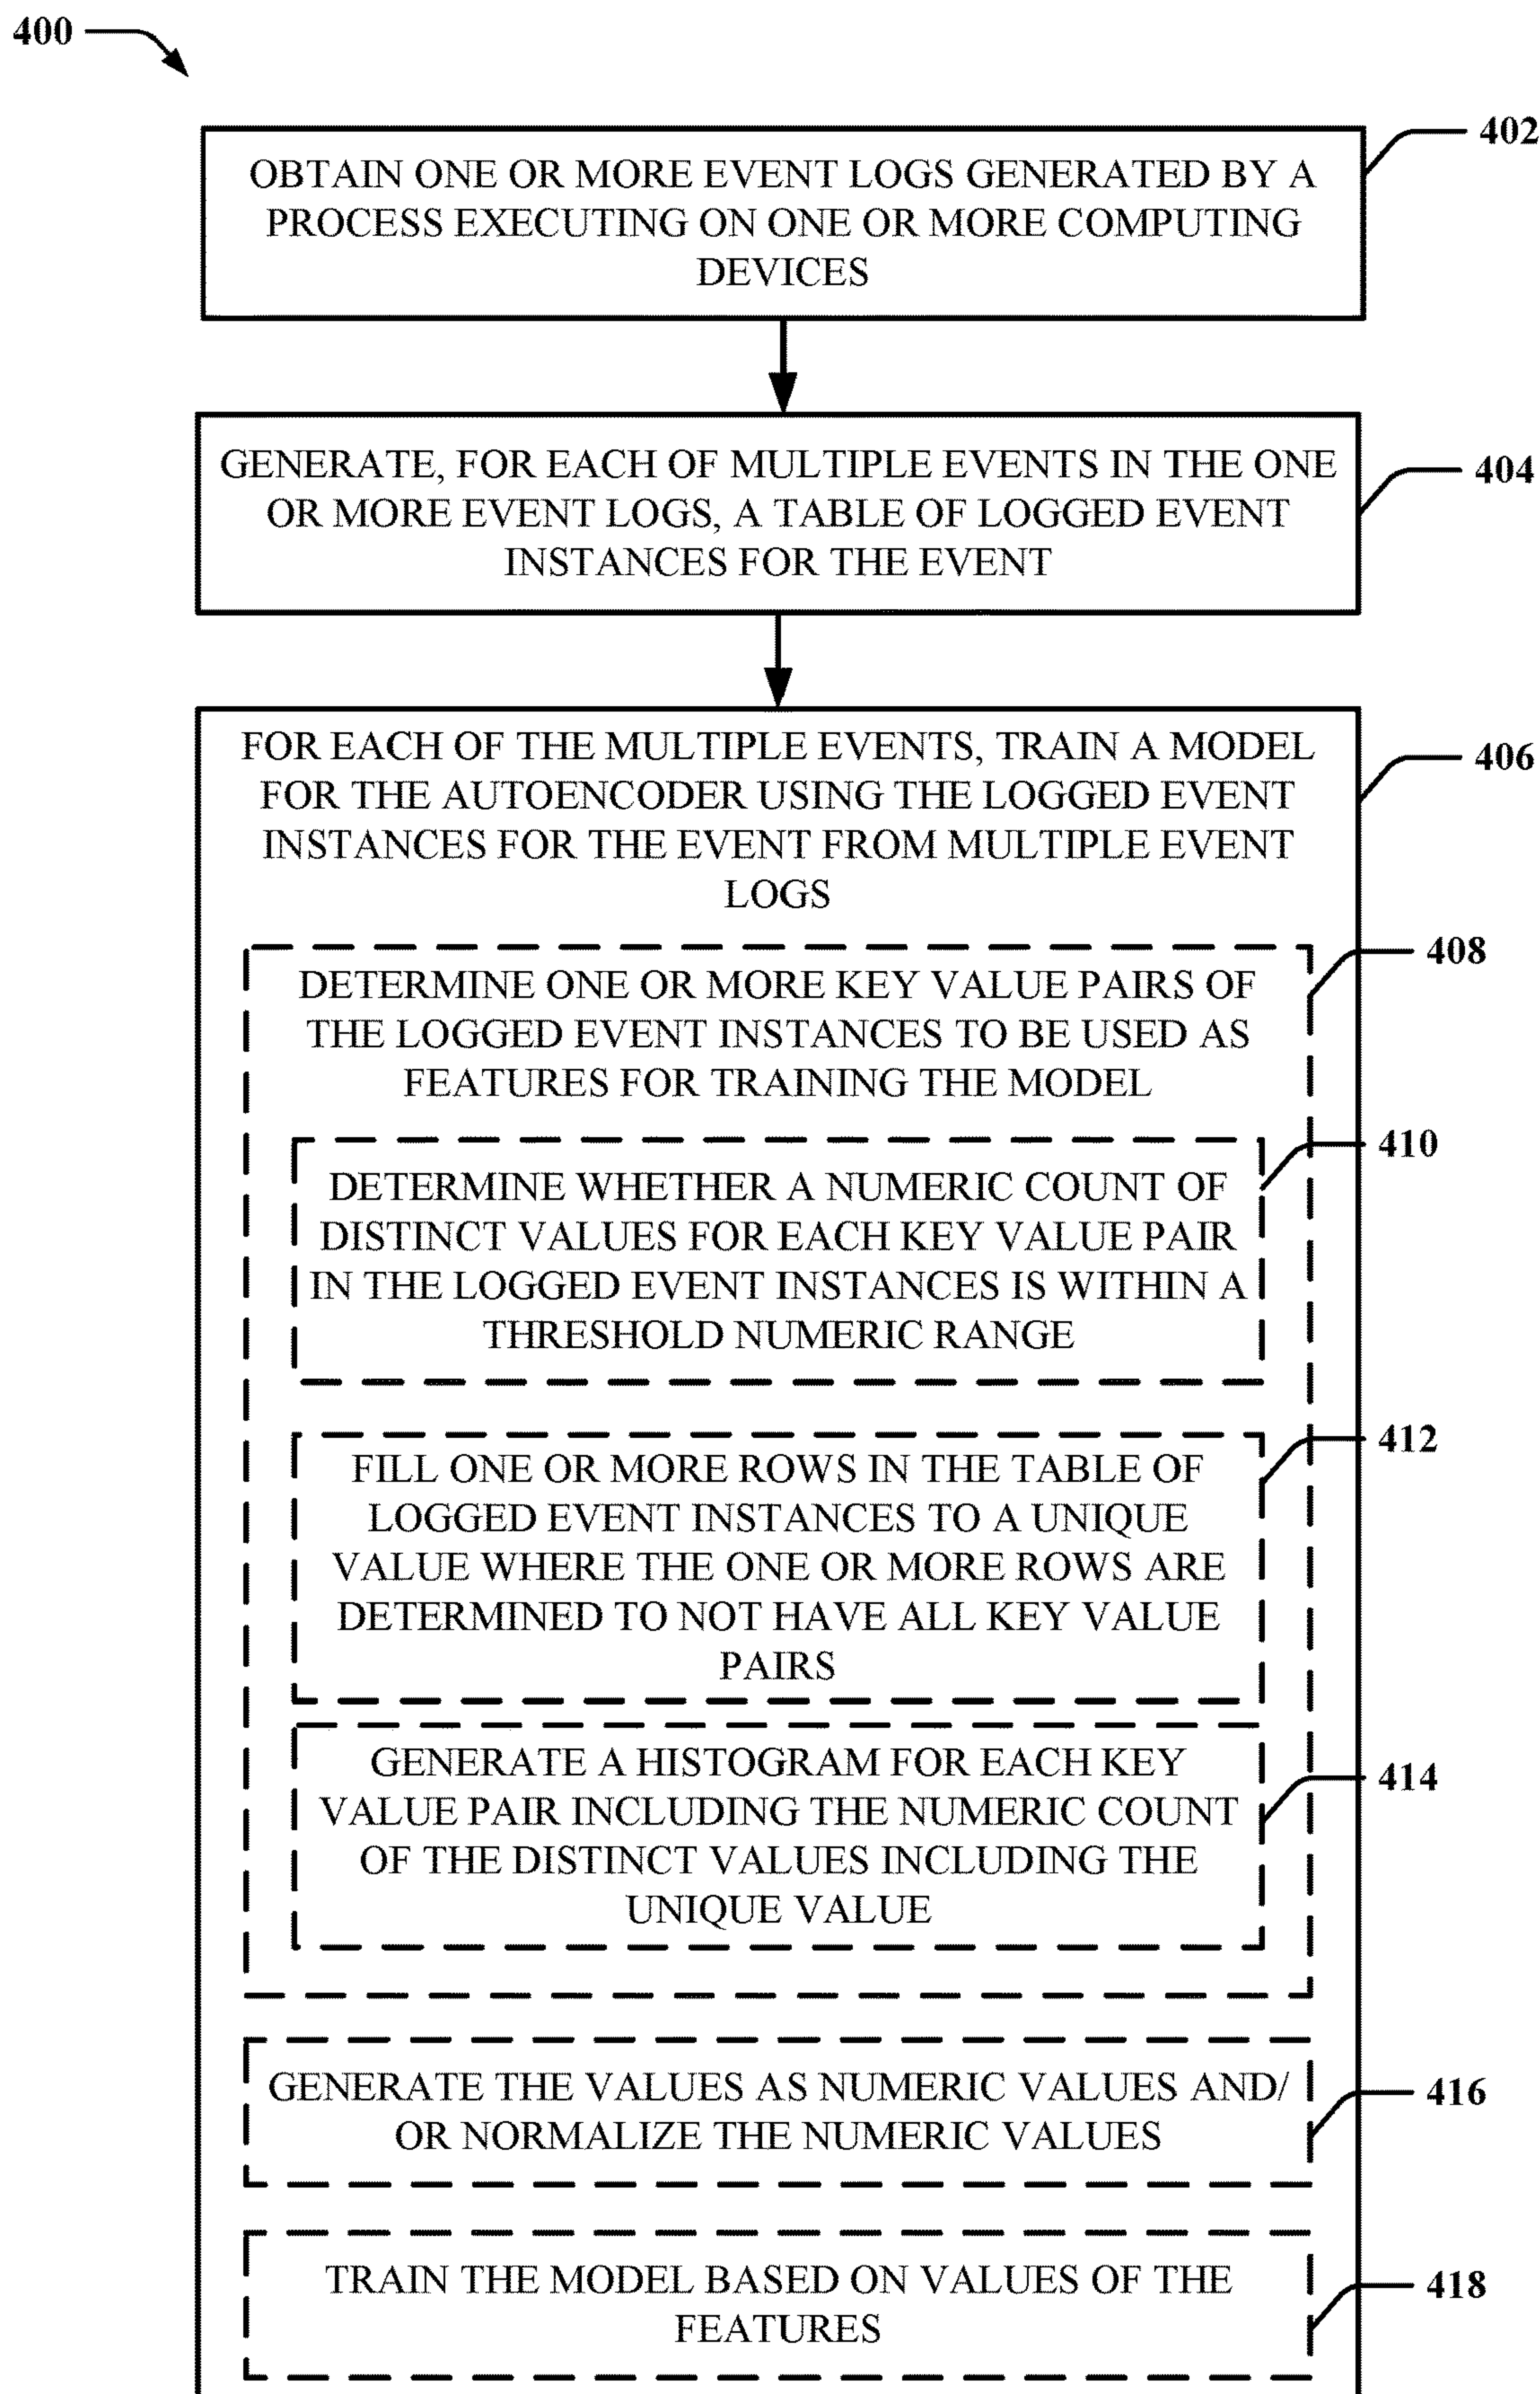 400
402
OBTAIN ONE OR MORE EVENT LOGS GENERATED BY A
PROCESS EXECUTING ON ONE OR MORE COMPUTING
DEVICES
GENERATE, FOR EACH OF MULTIPLE EVENTS IN THE ONE
OR MORE EVENT LOGS, A TABLE OF LOGGED EVENT
INSTANCES FOR THE EVENT
404
FOR EACH OF THE MULTIPLE EVENTS, TRAIN A MODEL
FOR THE AUTOENCODER USING THE LOGGED EVENT
INSTANCES FOR THE EVENT FROM MULTIPLE EVENT
LOGS
406
408
DETERMINE ONE OR MORE KEY VALUE PAIRS OF
THE LOGGED EVENT INSTANCES TO BE USED AS
FEATURES FOR TRAINING THE MODEL
410
DETERMINE WHETHER A NUMERIC COUNT OF
DISTINCT VALUES FOR EACH KEY VALUE PAIR
IN THE LOGGED EVENT INSTANCES IS WITHIN A
THRESHOLD NUMERIC RANGE
412
FILL ONE OR MORE ROWS IN THE TABLE OF
LOGGED EVENT INSTANCES TO A UNIQUE
VALUE WHERE THE ONE OR MORE ROWS ARE
DETERMINED TO NOT HAVE ALL KEY VALUE
PAIRS
GENERATE A HISTOGRAM FOR EACH KEY
VALUE PAIR INCLUDING THE NUMERIC COUNT
OF THE DISTINCT VALUES INCLUDING THE
UNIQUE VALUE
414
GENERATE THE VALUES AS NUMERIC VALUES AND/
OR NORMALIZE THE NUMERIC VALUES
416
TRAIN THE MODEL BASED ON VALUES OF THE
FEATURES
418